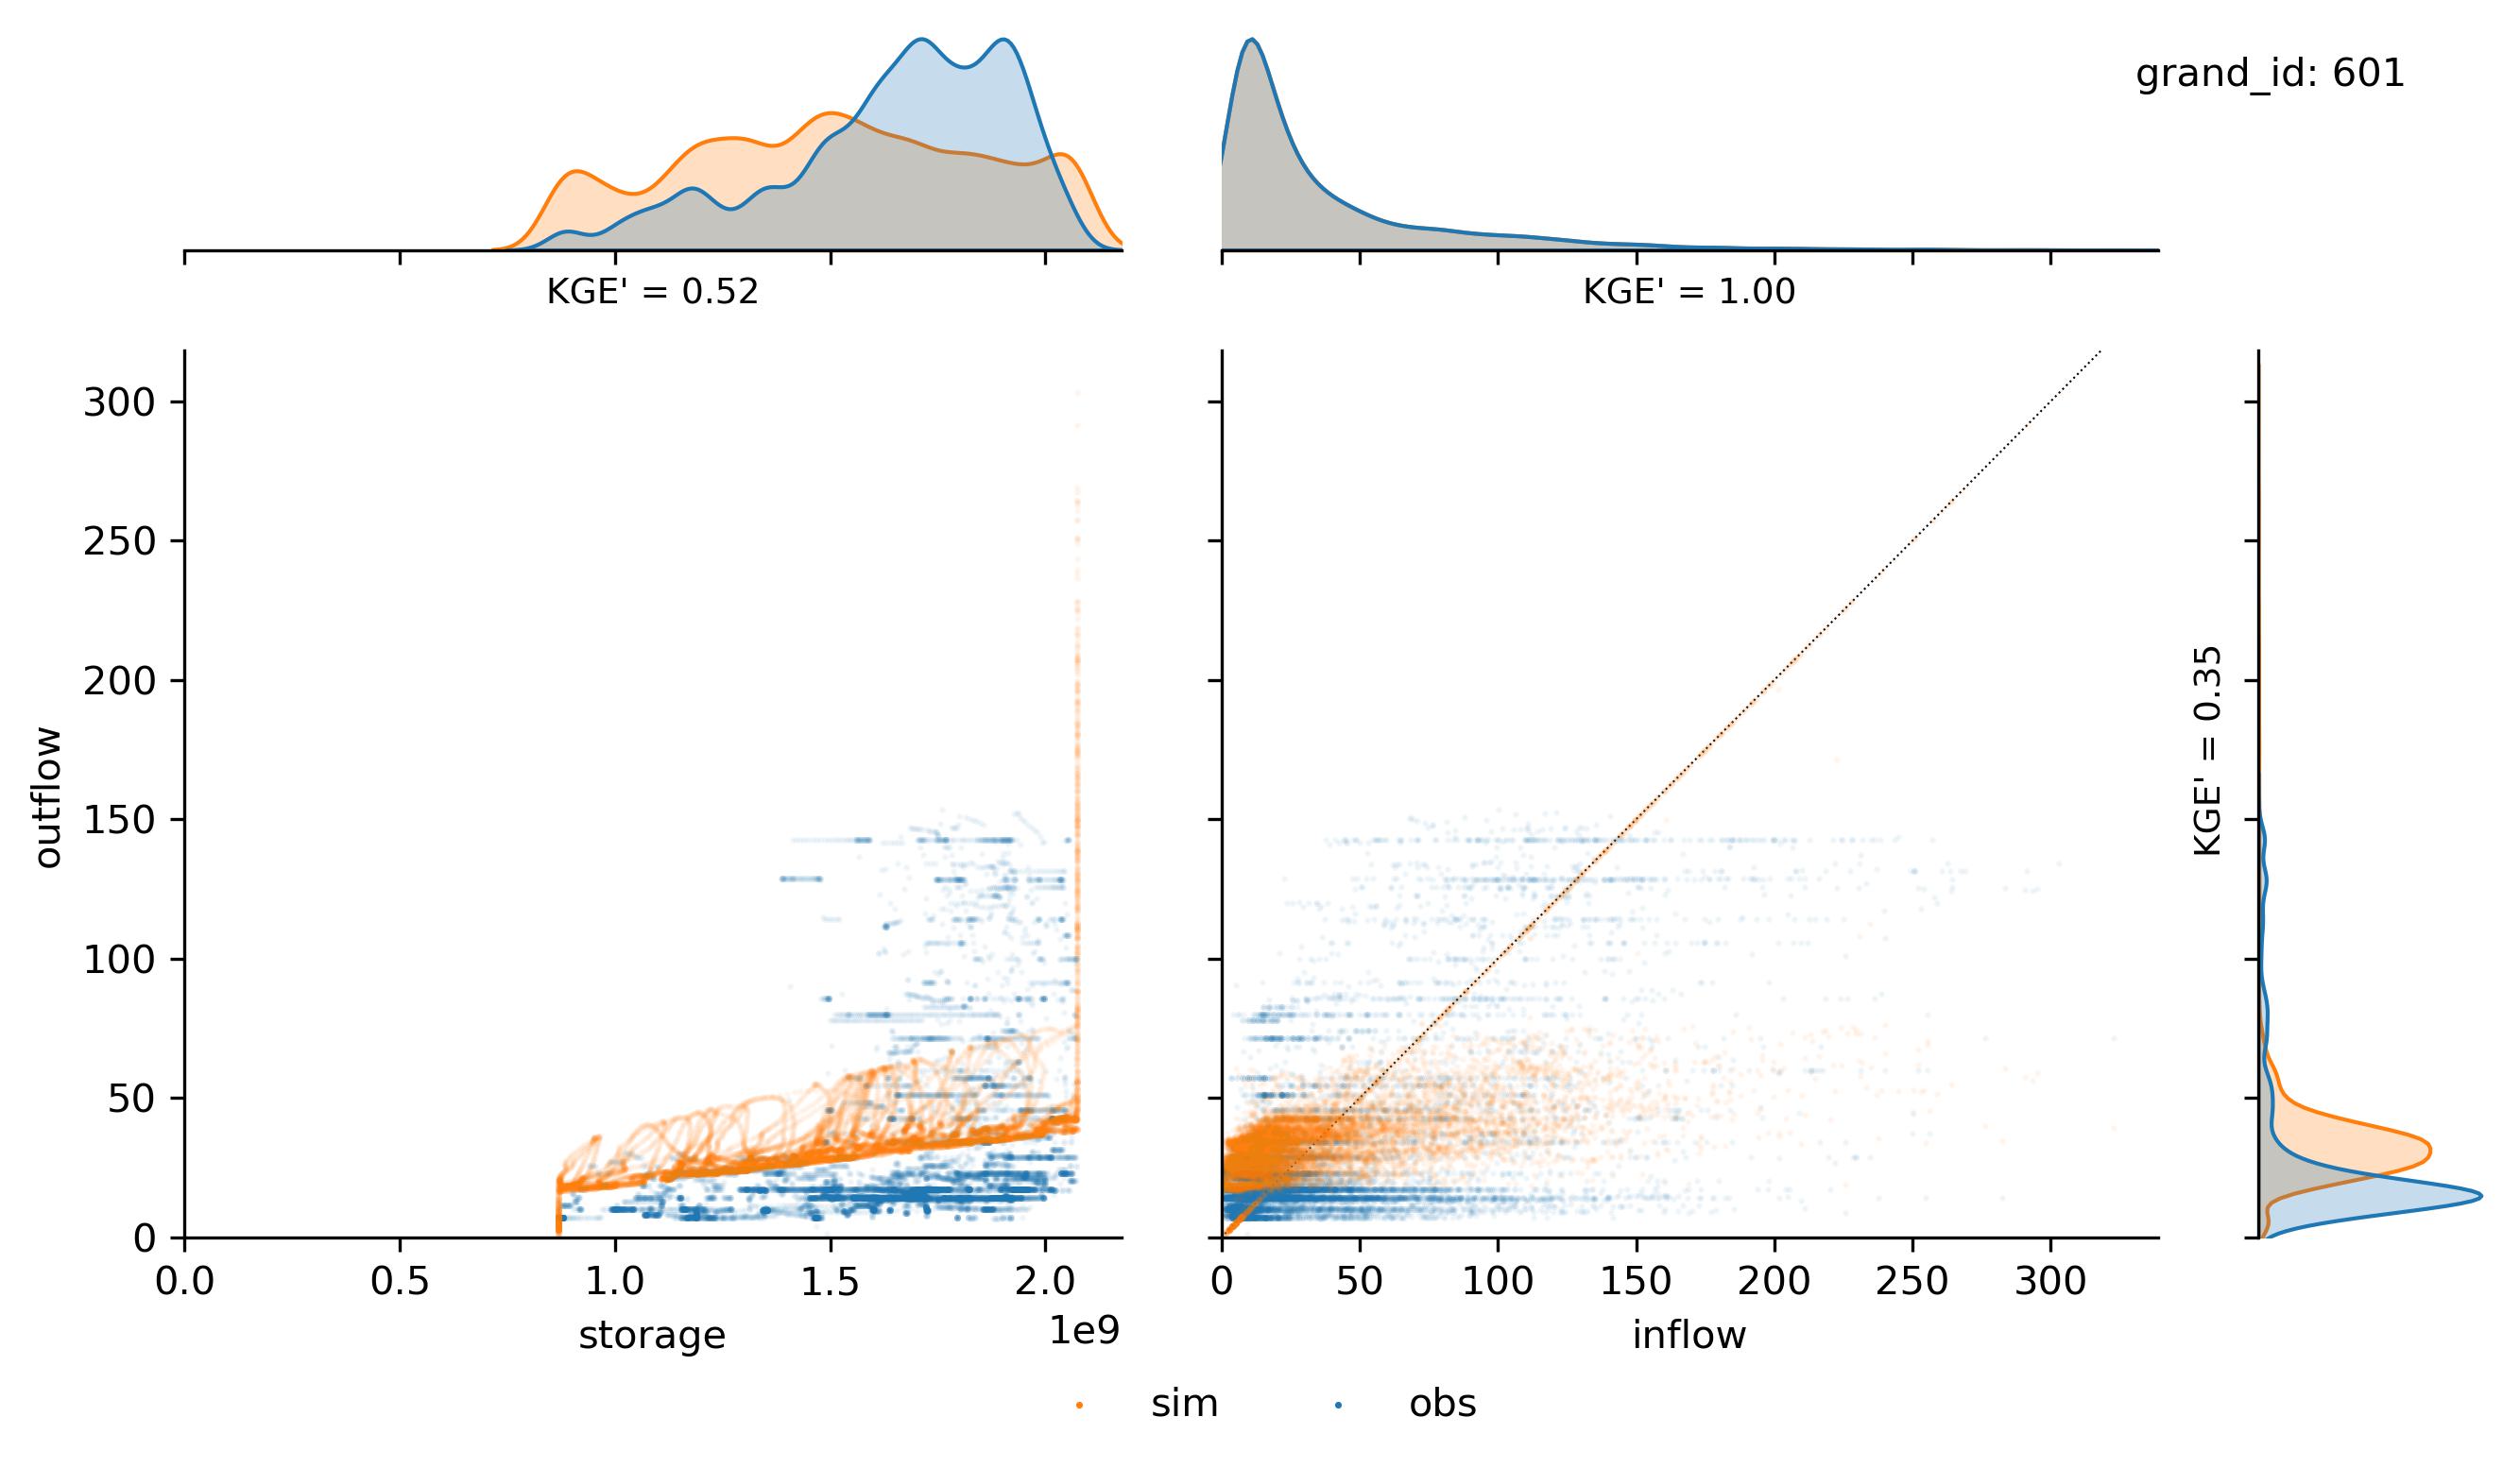 grand_id: 601
KGE' = 0.52
KGE' = 1.00
outflow
300
250
200
150
100
50
0
KGE' = 0.35
0.0 0.5 1.0 1.5 2.0
1e9
storage
0 50 100 150 200 250 300
inflow
sim obs